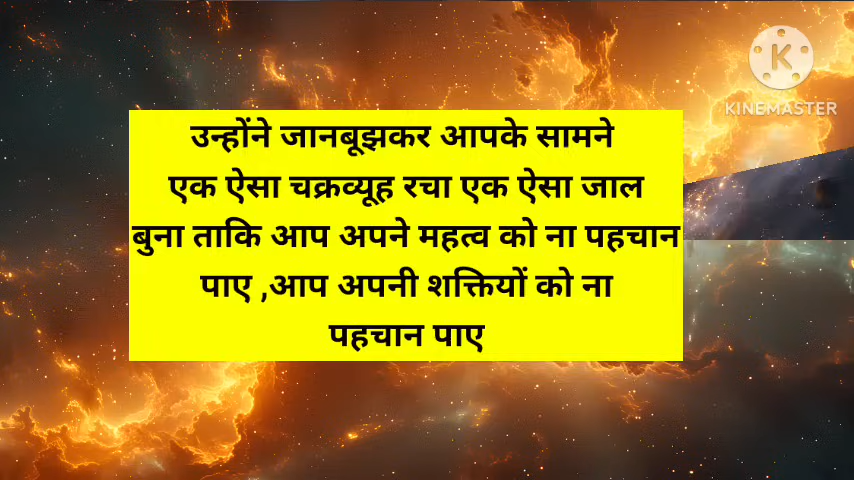 KINEMASTER
उन्होंने जानबूझकर आपके सामने
एक ऐसा चक्रव्यूह रचा एक ऐसा जाल
बुना ताकि आप अपने महत्व को ना पहचान
पाए ,आप अपनी शक्तियों को ना
पहचान पाए